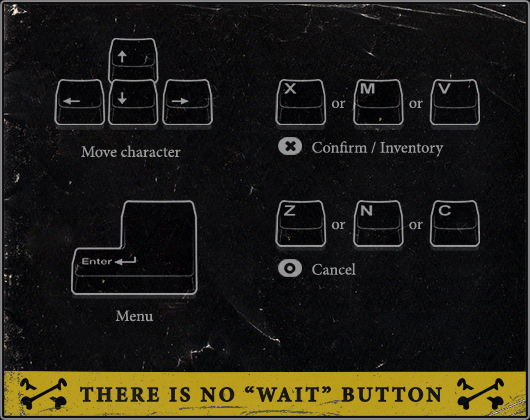 X or M or V
Move character
Confirm / Inventory
Z or N or C
Enter
Cancel
Menu
THERE IS NO “WAIT” BUTTON